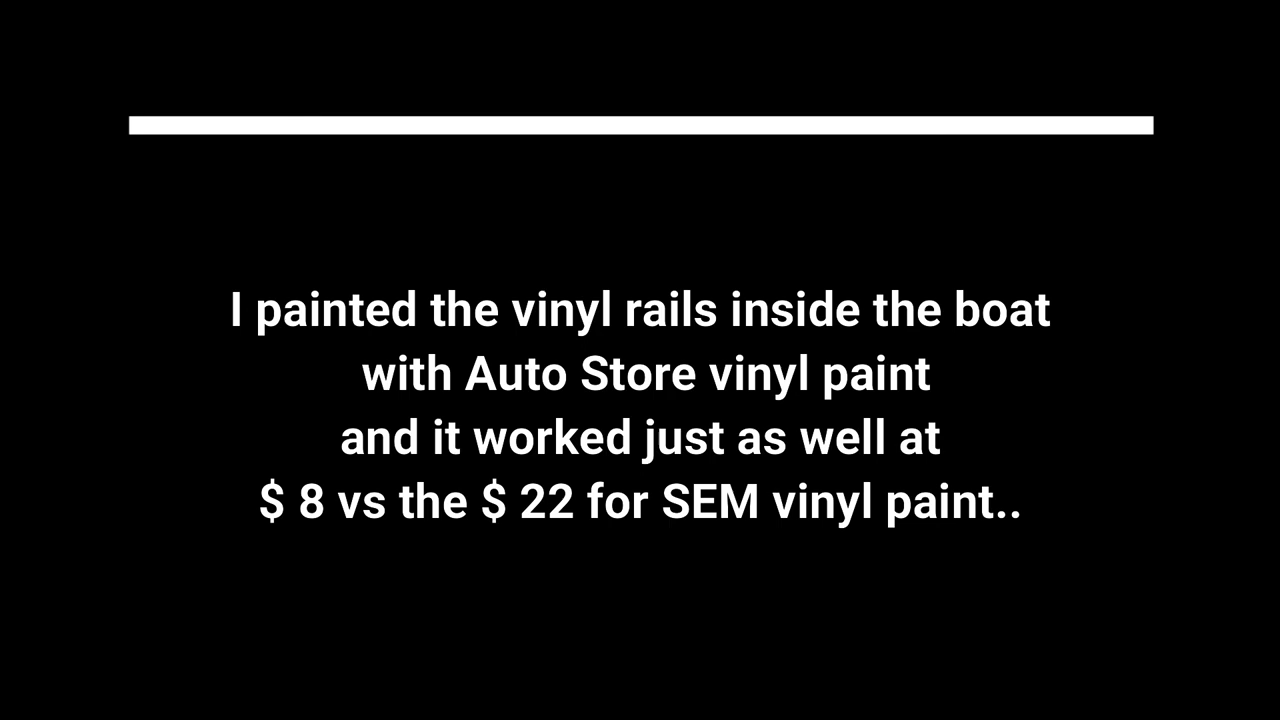 I painted the vinyl rails inside the boat
with Auto Store vinyl paint
and it worked just as well at
$ 8 vs the $ 22 for SEM vinyl paint..